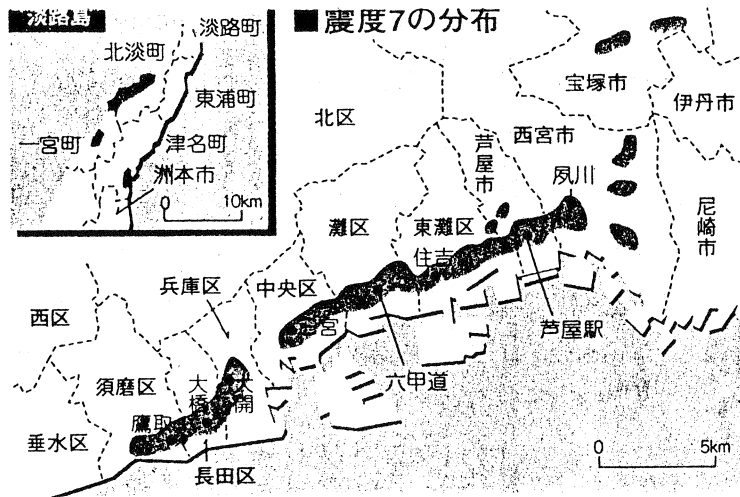 淡路島
■震度7の分布
淡路町
北淡町
東浦町
一宮町
津名町
洲本市
0 10km
宝塚市
伊丹市
北区
西宮市
芦屋市
夙川
尼崎市
灘区
東灘区
住吉
兵庫区
中央区
三宮
西区
芦屋駅
六甲道
須磨区
大橋
大開
鷹取
垂水区
長田区
0 5km